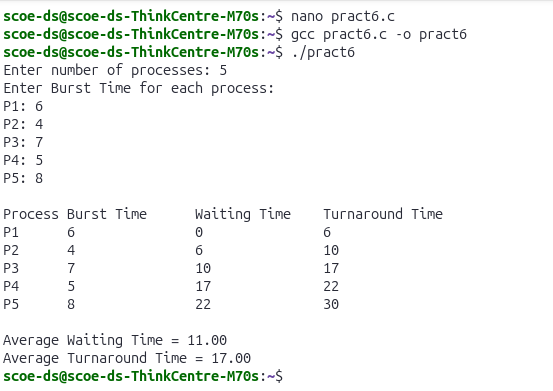 scoe-ds@scoe-ds-ThinkCentre-M70s:~$ nano pract6.c
scoe-ds@scoe-ds-ThinkCentre-M70s:~$ gcc pract6.c -o pract6
scoe-ds@scoe-ds-ThinkCentre-M70s:~$ ./pract6
Enter number of processes: 5
Enter Burst Time for each process:
P1: 6
P2: 4
P3: 7
P4: 5
P5: 8

Process Burst Time      Waiting Time    Turnaround Time
P1      6               0               6
P2      4               6               10
P3      7               10              17
P4      5               17              22
P5      8               22              30

Average Waiting Time = 11.00
Average Turnaround Time = 17.00
scoe-ds@scoe-ds-ThinkCentre-M70s:~$